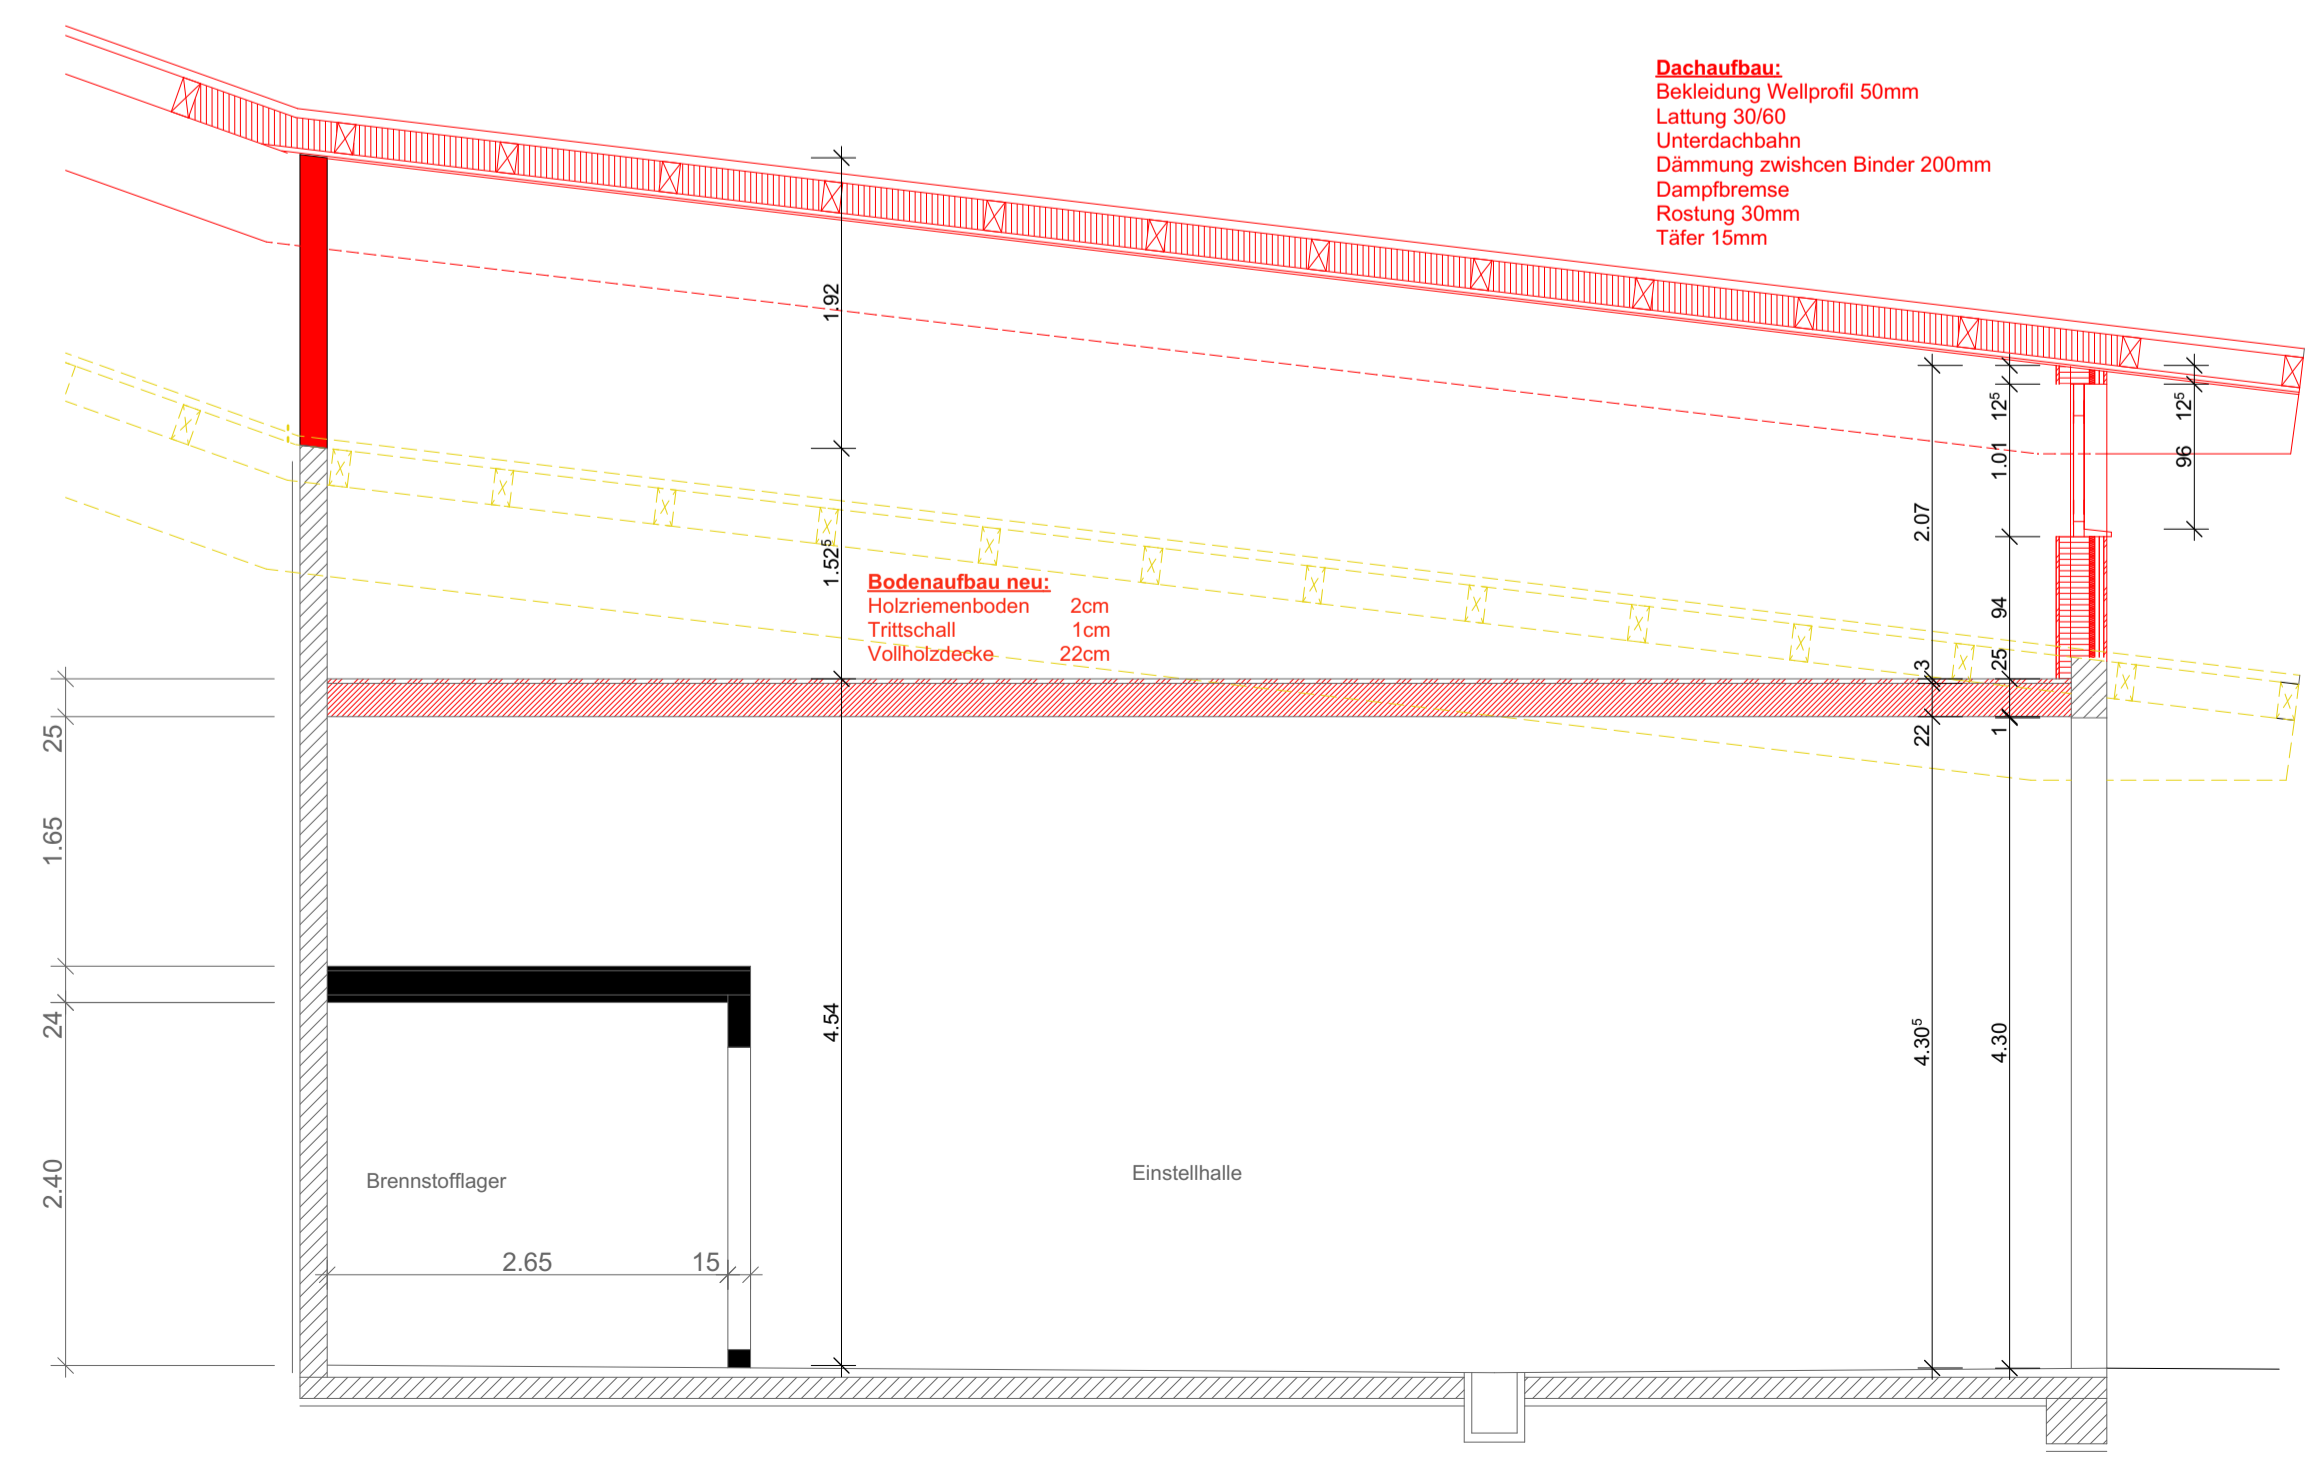 Dachaufbau:
Bekleidung Wellprofil 50mm
Lattung 30/60
Unterdachbahn
Dämmung zwishcen Binder 200mm
Dampfbremse
Rostung 30mm
Täfer 15mm
1.92
1.52⁵
4.54
Bodenaufbau neu:
Holzriemenboden 2cm
Trittschall 1cm
Vollholzdecke 22cm
2.07
3
22
4.30⁵
12⁵
1.01
94
25
1
4.30
12⁵
96
25
1.65
24
2.40
Brennstofflager
Einstellhalle
2.65
15